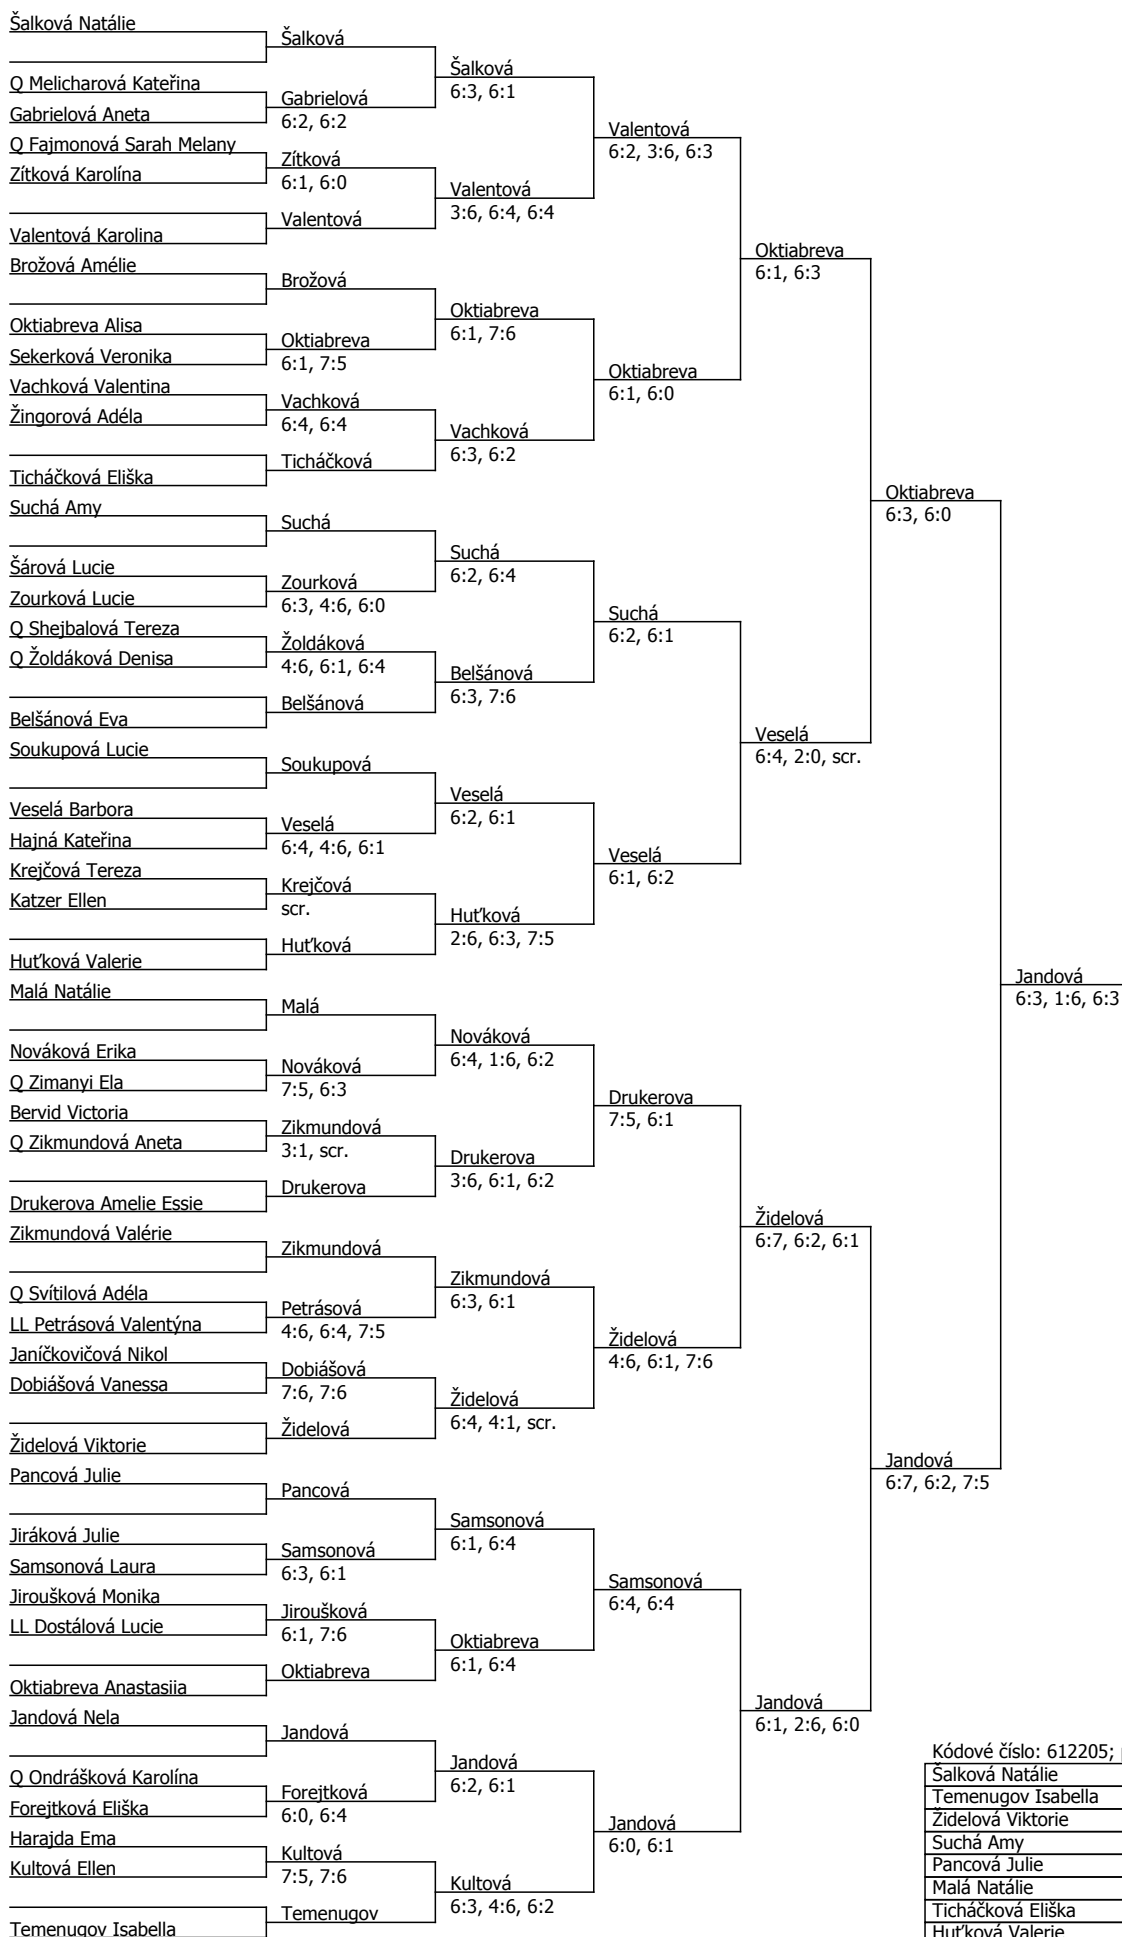 Šalková Natálie
Q Melicharová Kateřina
Gabrielová Aneta
Q Fajmonová Sarah Melany
Zítková Karolína
Valentová Karolina
Brožová Amélie
Oktiabreva Alisa
Sekerková Veronika
Vachková Valentina
Žingorová Adéla
Ticháčková Eliška
Suchá Amy
Šárová Lucie
Zourková Lucie
Q Shejbalová Tereza
Q Žoldáková Denisa
Belšánová Eva
Soukupová Lucie
Veselá Barbora
Hajná Kateřina
Krejčová Tereza
Katzer Ellen
Huťková Valerie
Malá Natálie
Nováková Erika
Q Zimanyi Ela
Bervid Victoria
Q Zikmundová Aneta
Drukerova Amelie Essie
Zikmundová Valérie
Q Svítilová Adéla
LL Petrásová Valentýna
Janíčkovičová Nikol
Dobiášová Vanessa
Židelová Viktorie
Pancová Julie
Jiráková Julie
Samsonová Laura
Jiroušková Monika
LL Dostálová Lucie
Oktiabreva Anastasiia
Jandová Nela
Q Ondrášková Karolína
Forejtková Eliška
Harajda Ema
Kultová Ellen
Temenugov Isabella
Šalková
Gabrielová
6:2, 6:2
Zítková
6:1, 6:0
Valentová
Brožová
Oktiabreva
6:1, 7:5
Vachková
6:4, 6:4
Ticháčková
Suchá
Zourková
6:3, 4:6, 6:0
Žoldáková
4:6, 6:1, 6:4
Belšánová
Soukupová
Veselá
6:4, 4:6, 6:1
Krejčová
scr.
Huťková
Malá
Nováková
7:5, 6:3
Zikmundová
3:1, scr.
Drukerova
Zikmundová
Petrásová
4:6, 6:4, 7:5
Dobiášová
7:6, 7:6
Židelová
Pancová
Samsonová
6:3, 6:1
Jiroušková
6:1, 7:6
Oktiabreva
Jandová
Forejtková
6:0, 6:4
Kultová
7:5, 7:6
Temenugov
Šalková
6:3, 6:1
Valentová
3:6, 6:4, 6:4
Oktiabreva
6:1, 7:6
Vachková
6:3, 6:2
Suchá
6:2, 6:4
Belšánová
6:3, 7:6
Veselá
6:2, 6:1
Huťková
2:6, 6:3, 7:5
Nováková
6:4, 1:6, 6:2
Drukerova
3:6, 6:1, 6:2
Zikmundová
6:3, 6:1
Židelová
6:4, 4:1, scr.
Samsonová
6:1, 6:4
Oktiabreva
6:1, 6:4
Jandová
6:2, 6:1
Kultová
6:3, 4:6, 6:2
Valentová
6:2, 3:6, 6:3
Oktiabreva
6:1, 6:0
Suchá
6:2, 6:1
Veselá
6:1, 6:2
Drukerova
7:5, 6:1
Židelová
4:6, 6:1, 7:6
Samsonová
6:4, 6:4
Jandová
6:0, 6:1
Oktiabreva
6:1, 6:3
Veselá
6:4, 2:0, scr.
Židelová
6:7, 6:2, 6:1
Jandová
6:1, 2:6, 6:0
Oktiabreva
6:3, 6:0
Jandová
6:7, 6:2, 7:5
Jandová
6:3, 1:6, 6:3
Kódové číslo: 612205;
Šalková Natálie
Temenugov Isabella
Židelová Viktorie
Suchá Amy
Pancová Julie
Malá Natálie
Ticháčková Eliška
Huťková Valerie